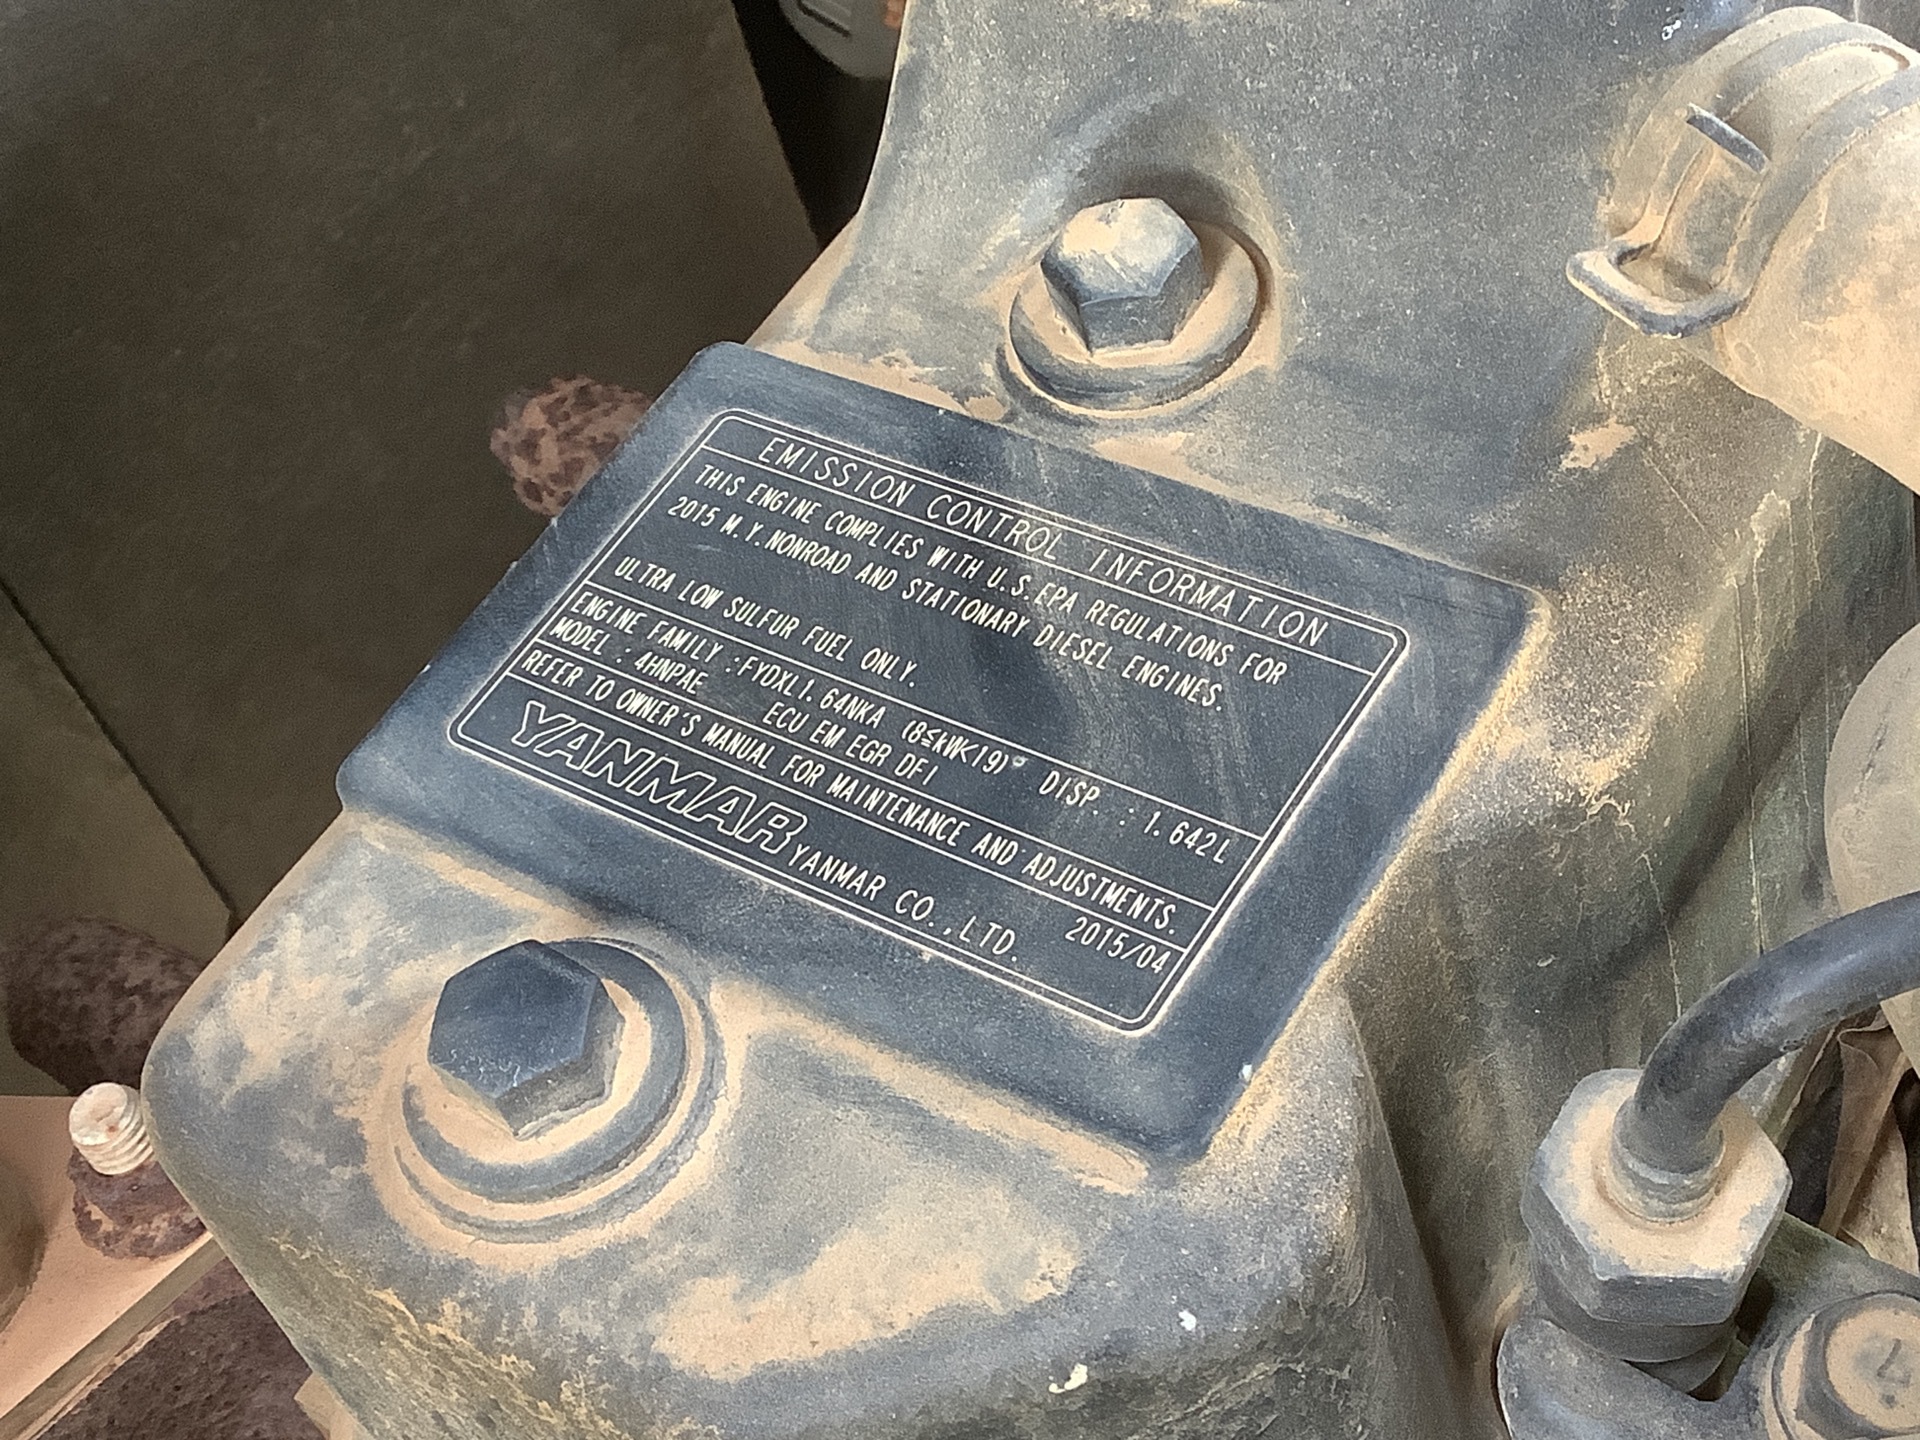 EMISSION CONTROL INFORMATION
THIS ENGINE COMPLIES WITH U.S.EPA REGULATIONS FOR
2015 M.Y.NONROAD AND STATIONARY DIESEL ENGINES.
ULTRA LOW SULFUR FUEL ONLY.
ENGINE FAMILY :FYDXL1.64NKA (8≤kW<19) DISP. : 1.642L
MODEL : 4HNPAE ECU EM EGR DFI
REFER TO OWNER'S MANUAL FOR MAINTENANCE AND ADJUSTMENTS.
YANMAR YANMAR CO.,LTD. 2015/04